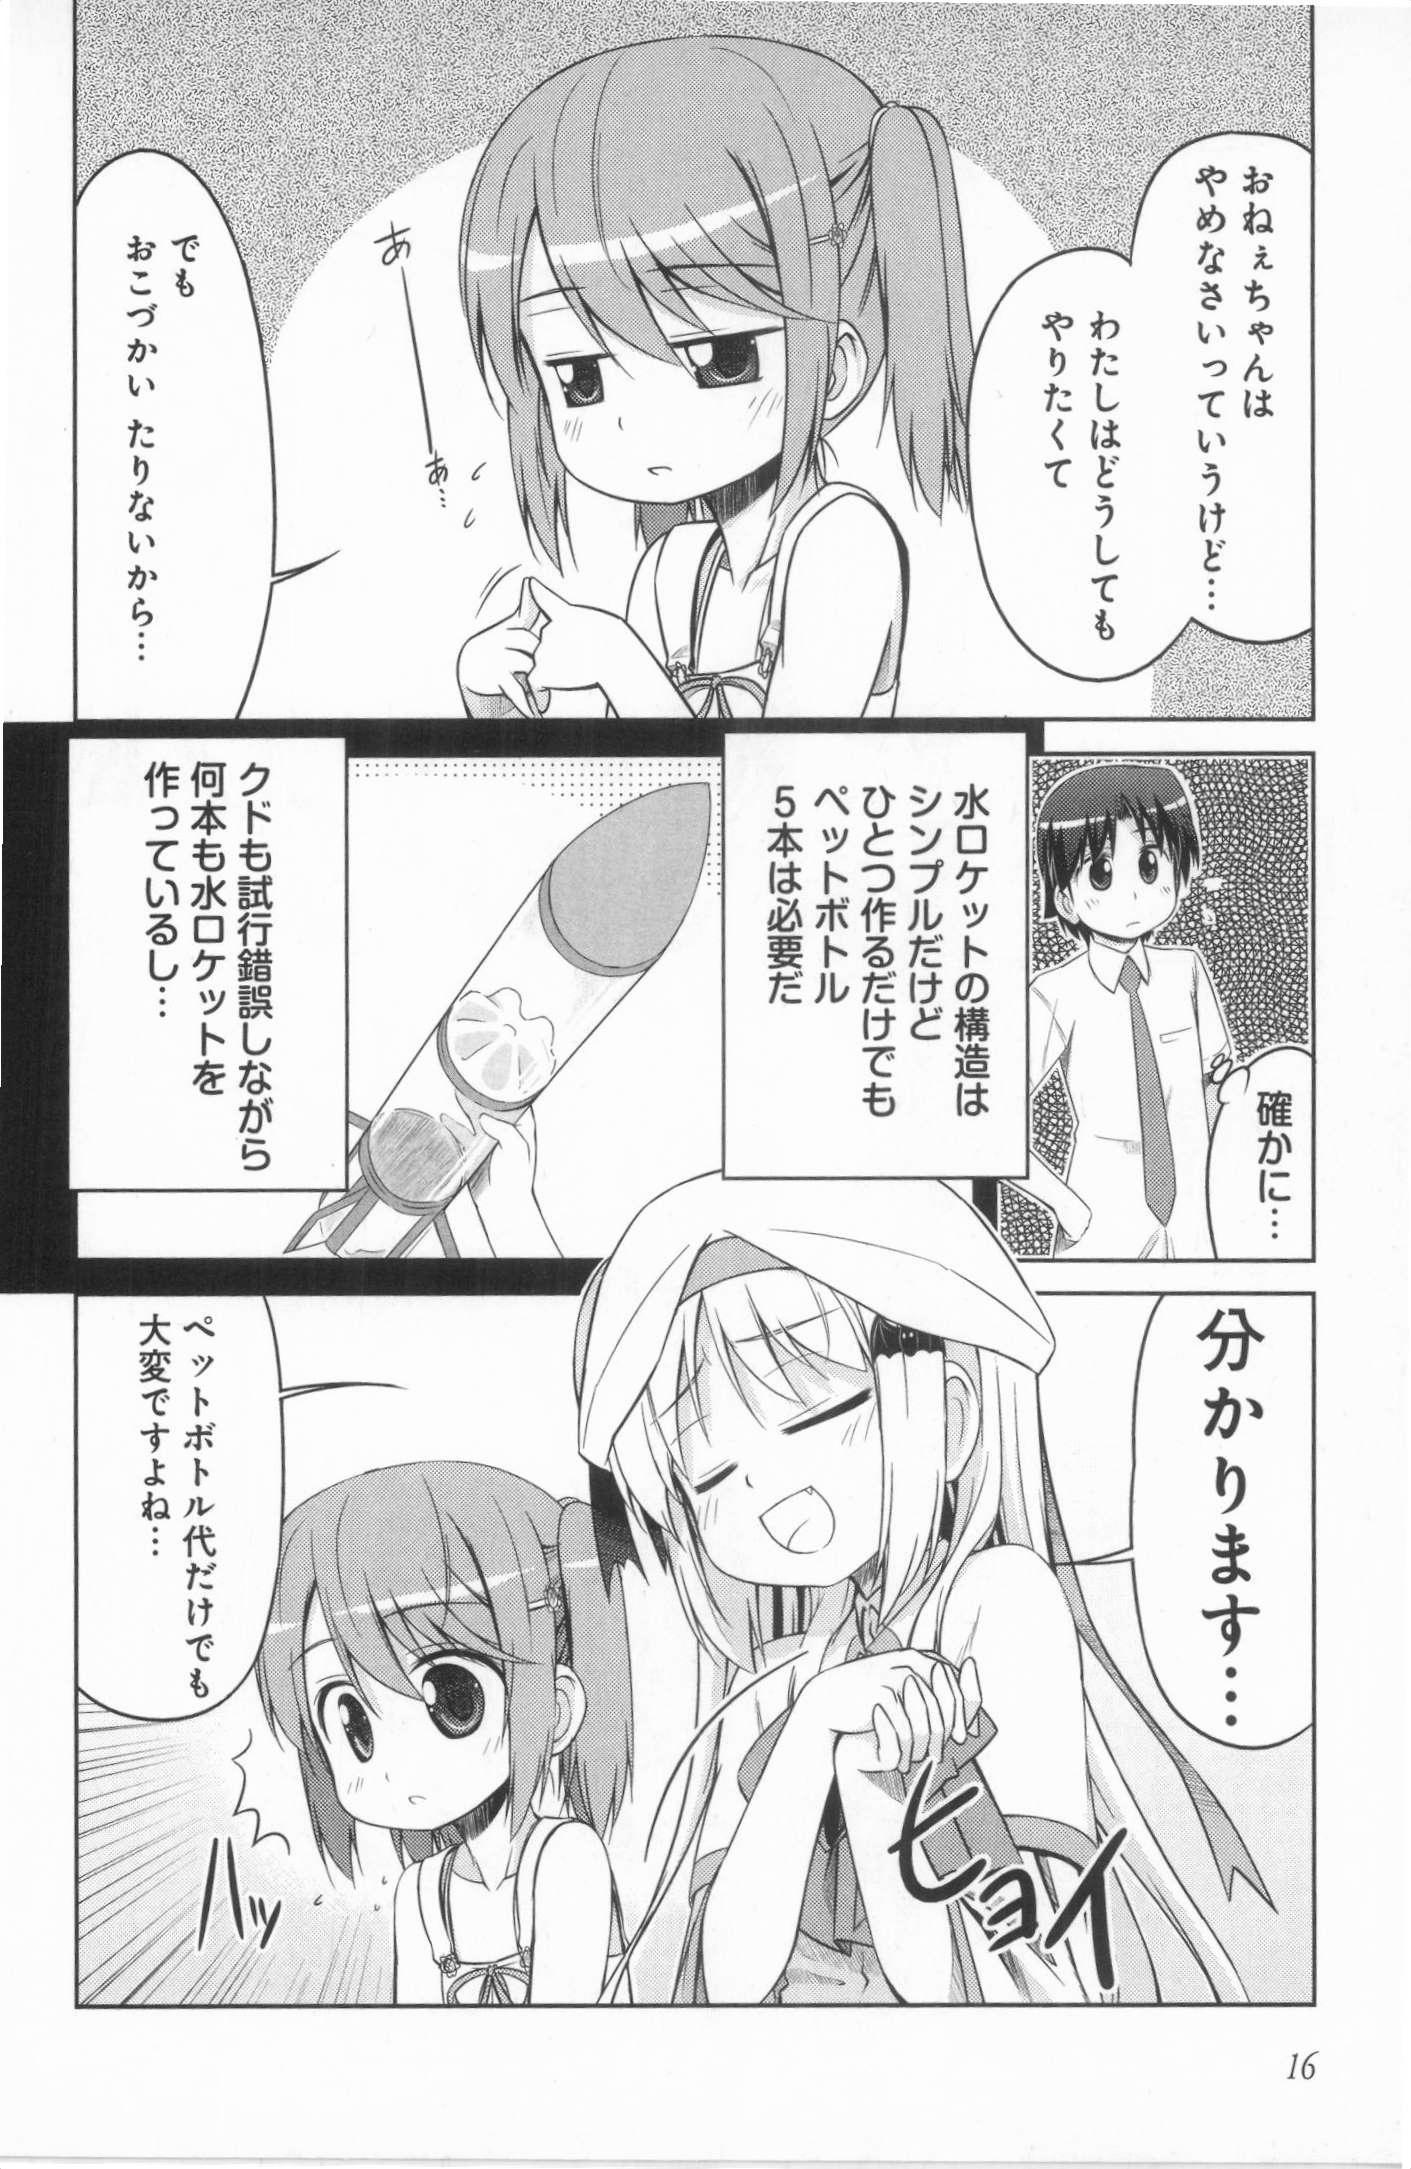 おねぇちゃんは
やめなさいっていうけど…
わたしはどうしても
やりたくて
あーあ…
でも
おこづかい たりないから…
確かに…
水ロケットの構造は
シンプルだけど
ひとつ作るだけでも
ペットボトル
5本は必要だ
クドも試行錯誤しながら
何本も水ロケットを
作っているし…
分かります…
ヒョイ
ペットボトル代だけでも
大変ですよね…
ハッ
16